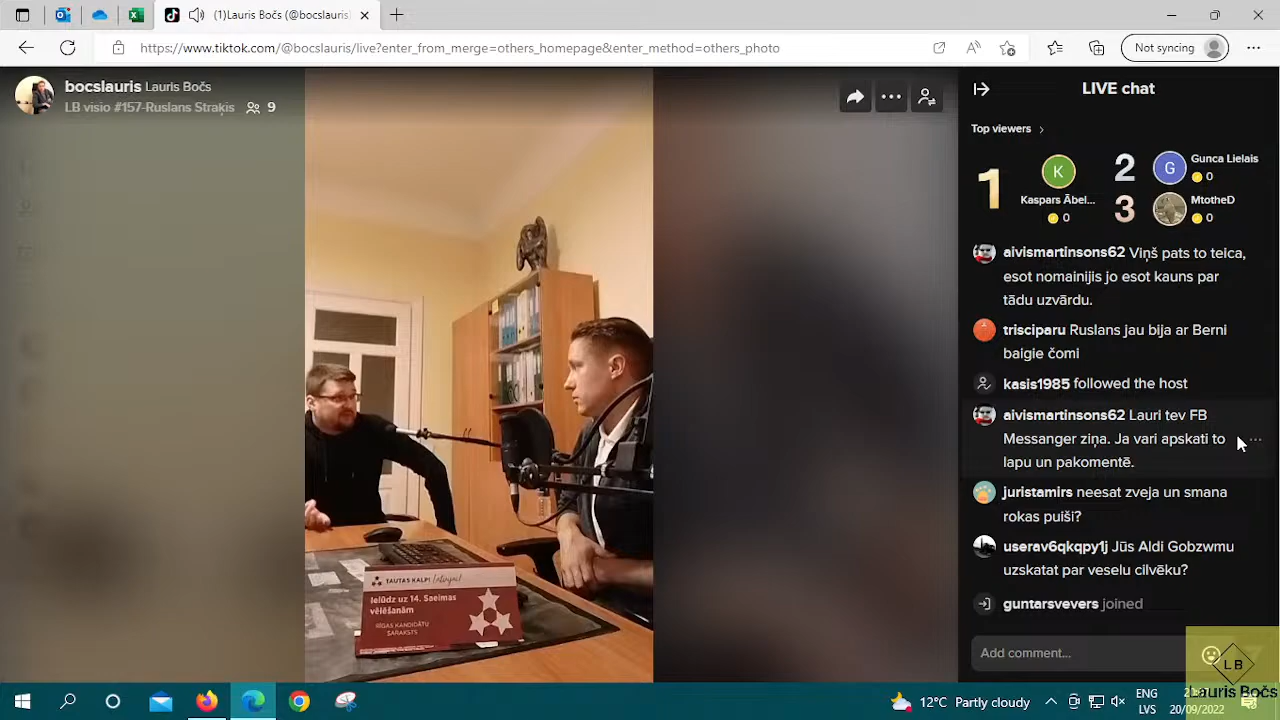 (1)Lauris Bočs (@bocslauris)
https://www.tiktok.com/@bocslauris/live?enter_from_merge=others_homepage&enter_method=others_photo
Not syncing
bocslauris Lauris Bočs
LB visio #157-Ruslans Straķis 9
LIVE chat
Top viewers
1 K Kaspars Ābel... 0
2 G Gunca Lielais 0
3 MtotheD 0
aivismartinsons62 Viņš pats to teica,
esot nomainijis jo esot kauns par
tādu uzvārdu.
trisciparu Ruslans jau bija ar Berni
baigie čomi
kasis1985 followed the host
aivismartinsons62 Lauri tev FB
Messanger ziņa. Ja vari apskati to
lapu un pakomentē.
juristamirs neesat zveja un smana
rokas puiši?
userav6qkqpy1j Jūs Aldi Gobzwmu
uzskatat par veselu cilvēku?
guntarsvevers joined
Add comment...
TAUTAS KALPI Latvijai!
Ielūdz uz 14. Saeimas
vēlēšanām
RĪGAS KANDIDĀTU
SARAKSTS
LB
Lauris Bočs
12°C Partly cloudy
ENG
LVS
20/09/2022